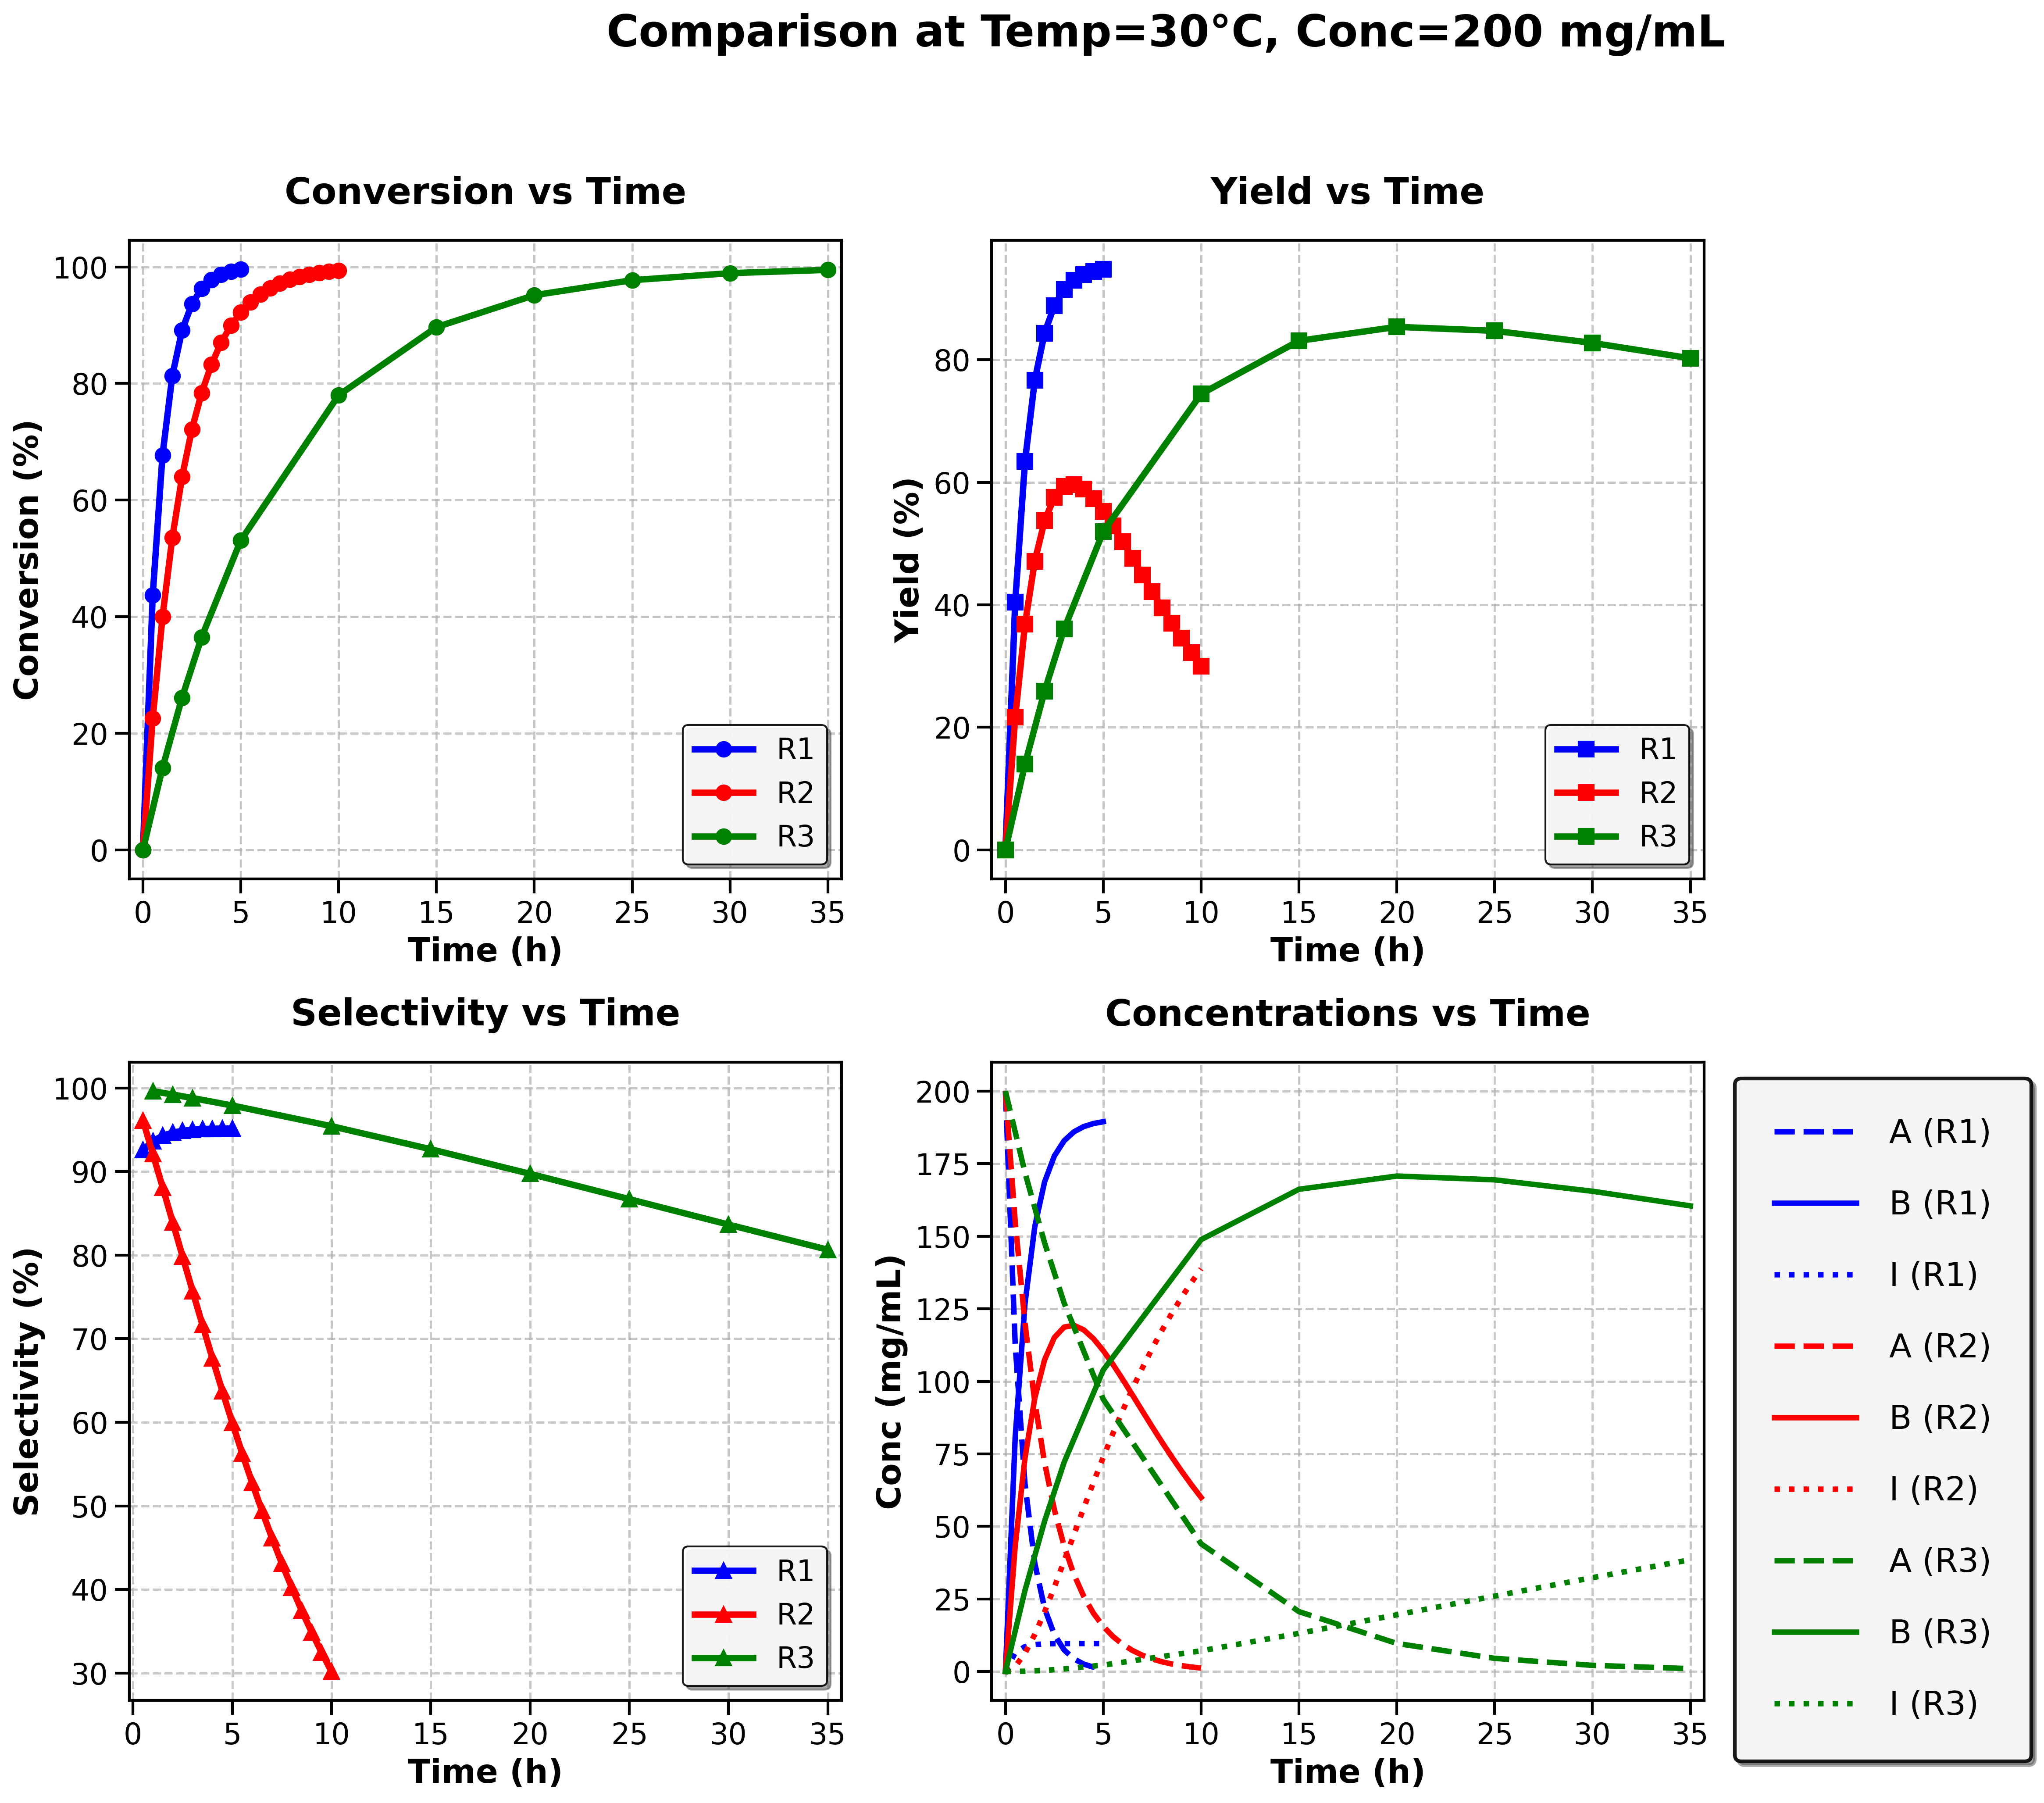 Comparison at Temp=30°C, Conc=200 mg/mL
Conversion vs Time
Conversion (%)
100
80
60
40
20
0
R1
R2
R3
0 5 10 15 20 25 30 35
Time (h)
Yield vs Time
Yield (%)
80
60
40
20
0
R1
R2
R3
0 5 10 15 20 25 30 35
Time (h)
Selectivity vs Time
Selectivity (%)
100
90
80
70
60
50
40
30
R1
R2
R3
0 5 10 15 20 25 30 35
Time (h)
Concentrations vs Time
Conc (mg/mL)
200
175
150
125
100
75
50
25
0
0 5 10 15 20 25 30 35
Time (h)
A (R1)
B (R1)
I (R1)
A (R2)
B (R2)
I (R2)
A (R3)
B (R3)
I (R3)